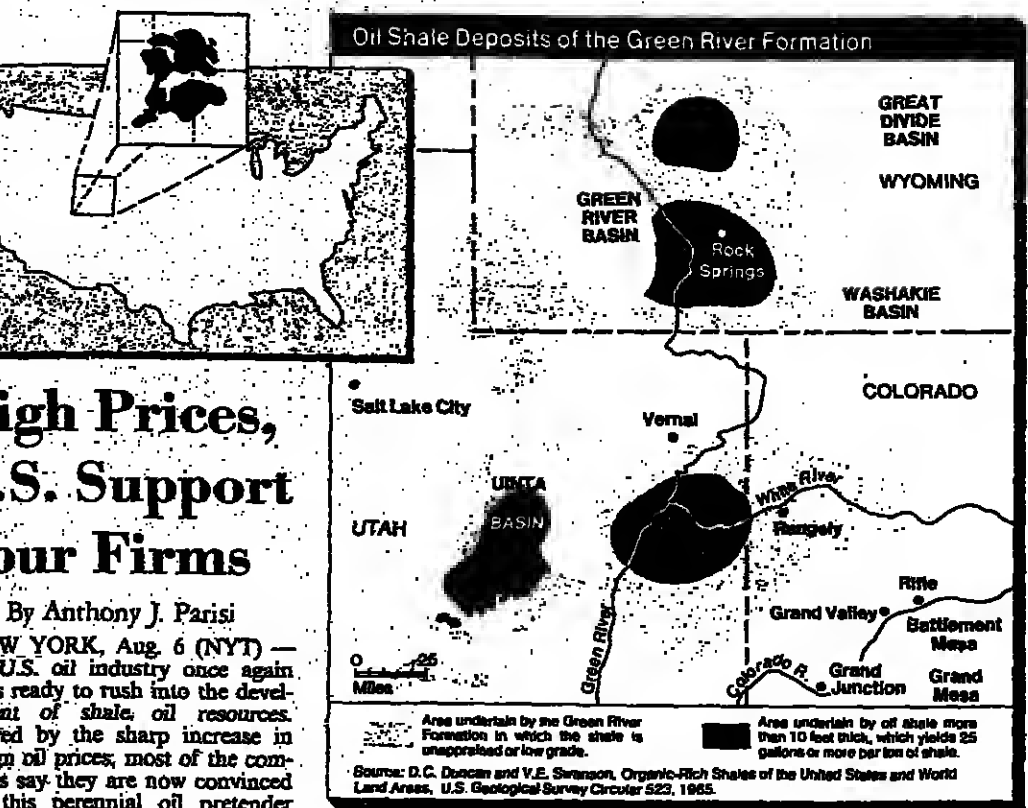 Oil Shale Deposits of the Green River Formation
GREAT
DIVIDE
BASIN
WYOMING
GREEN
RIVER
BASIN
Rock
Springs
WASHAKIE
BASIN
Salt Lake City
COLORADO
Vernal
UINTA
BASIN
UTAH
White River
Rangely
Rifle
Grand Valley
Battlement
Mesa
Green River
Colorado R.
Grand
Junction
Grand
Mesa
0 25
Miles
Area underlain by the Green River
Formation in which the shale is
unappraised or low grade.
Area underlain by oil shale more
than 10 feet thick, which yields 25
gallons or more per ton of shale.
Source: D.C. Duncan and V.E. Swanson, Organic-Rich Shales of the United States and World
Land Areas, U.S. Geological Survey Circular 523, 1965.
igh Prices,
.S. Support
our Firms
By Anthony J. Parisi
W YORK, Aug. 6 (NYT) —
U.S. oil industry once again
s ready to rush into the devel-
nt of shale oil resources.
ed by the sharp increase in
gn oil prices, most of the com-
s say they are now convinced
this perennial oil pretender